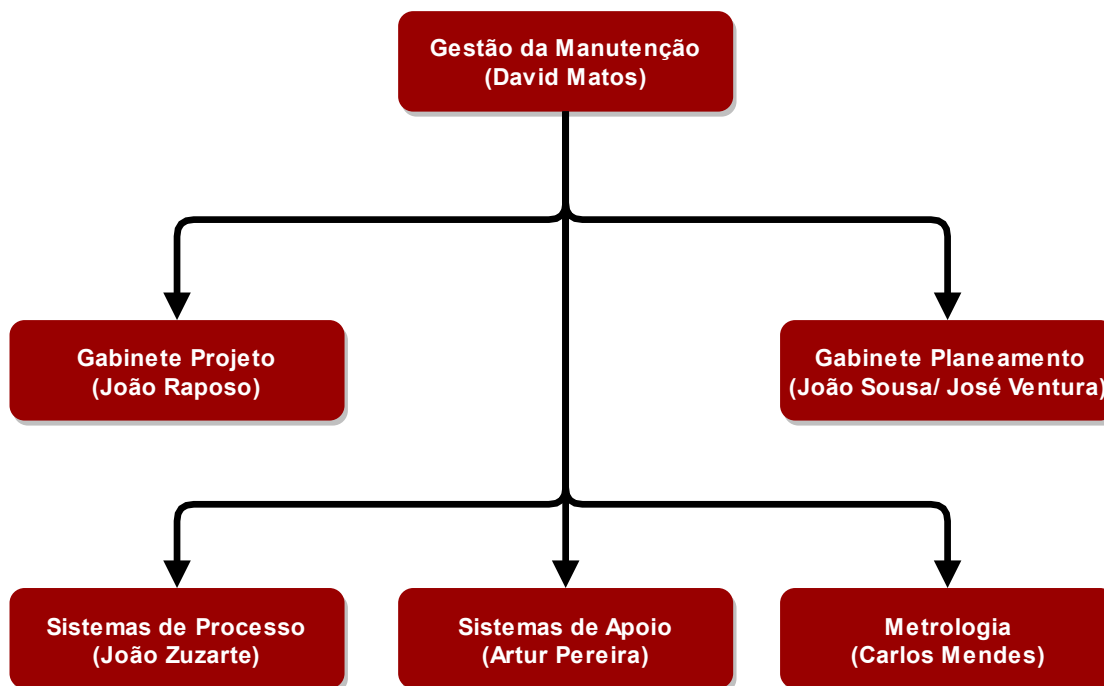 Gestão da Manutenção
(David Matos)
Gabinete Projeto
(João Raposo)
Gabinete Planeamento
(João Sousa/ José Ventura)
Sistemas de Processo
(João Zuzarte)
Sistemas de Apoio
(Artur Pereira)
Metrologia
(Carlos Mendes)